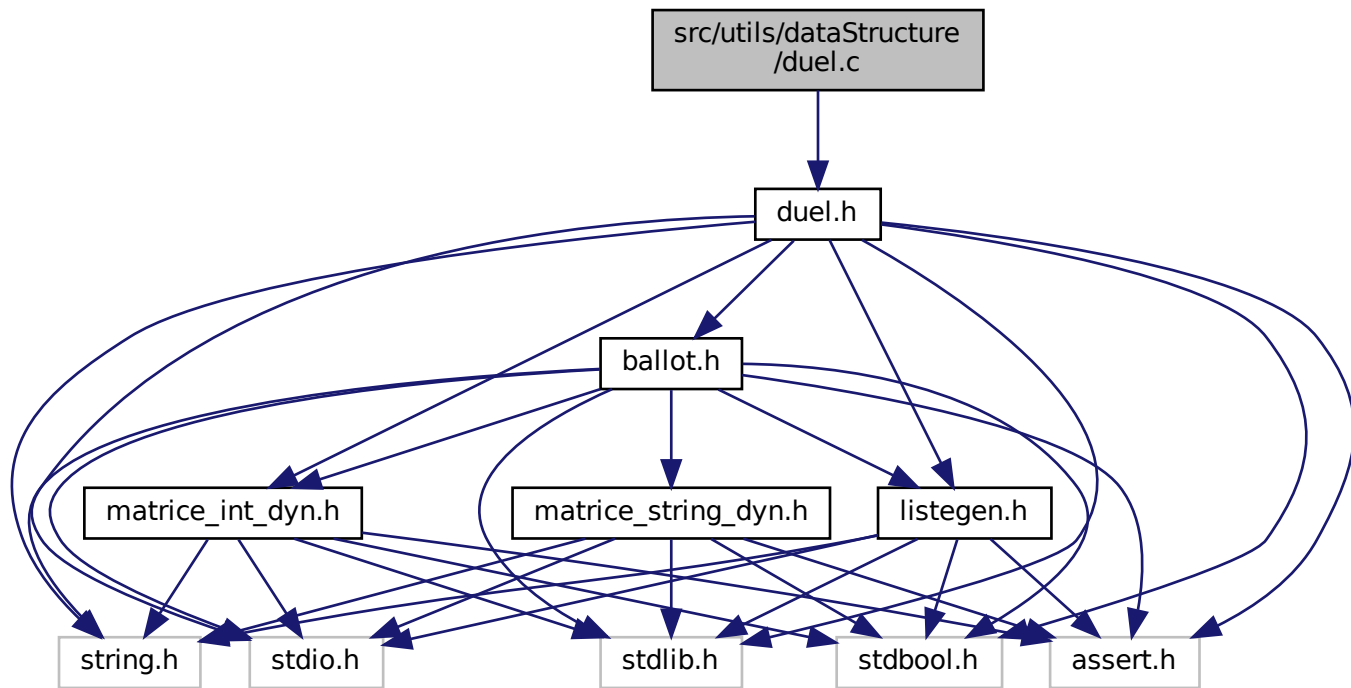 src/utils/dataStructure
/duel.c
duel.h
ballot.h
matrice_int_dyn.h
matrice_string_dyn.h
listegen.h
string.h
stdio.h
stdlib.h
stdbool.h
assert.h